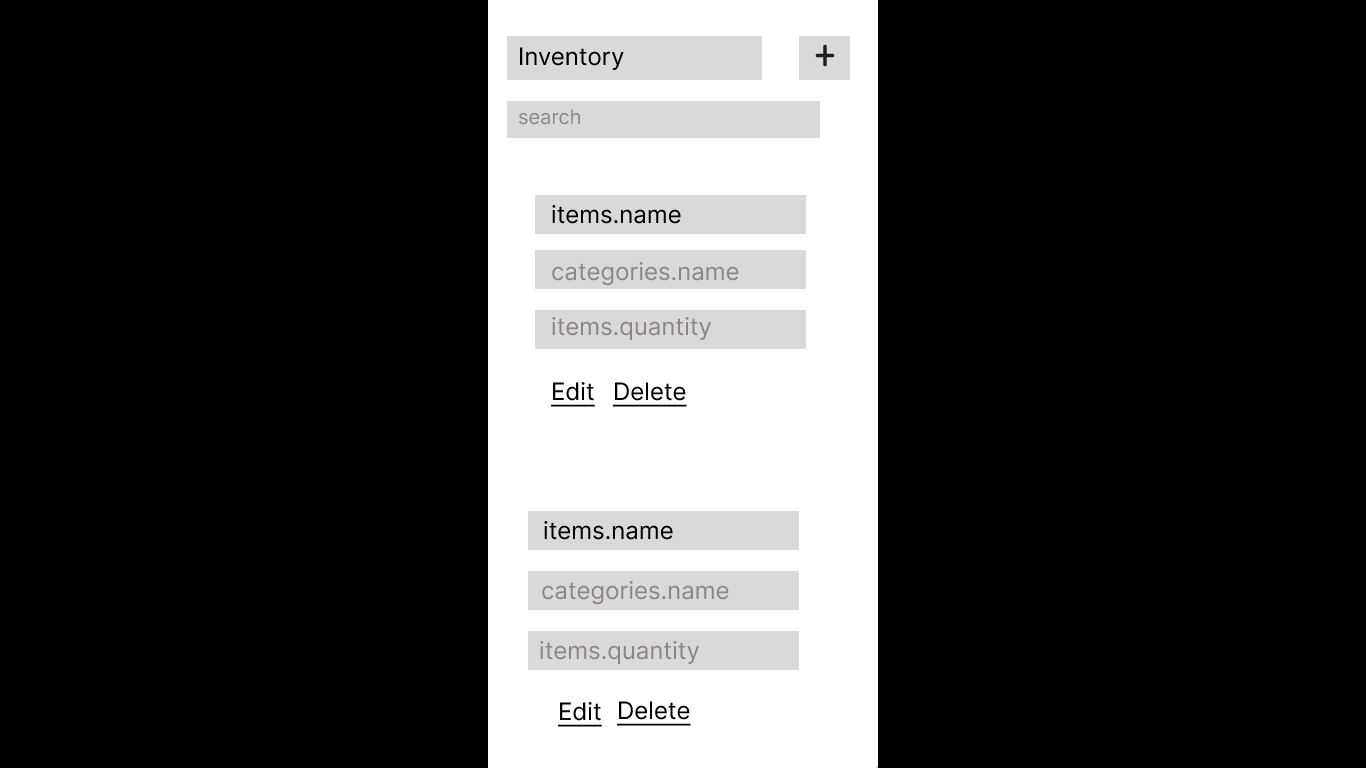 Inventory +
search
items.name
categories.name
items.quantity
Edit Delete
items.name
categories.name
items.quantity
Edit Delete